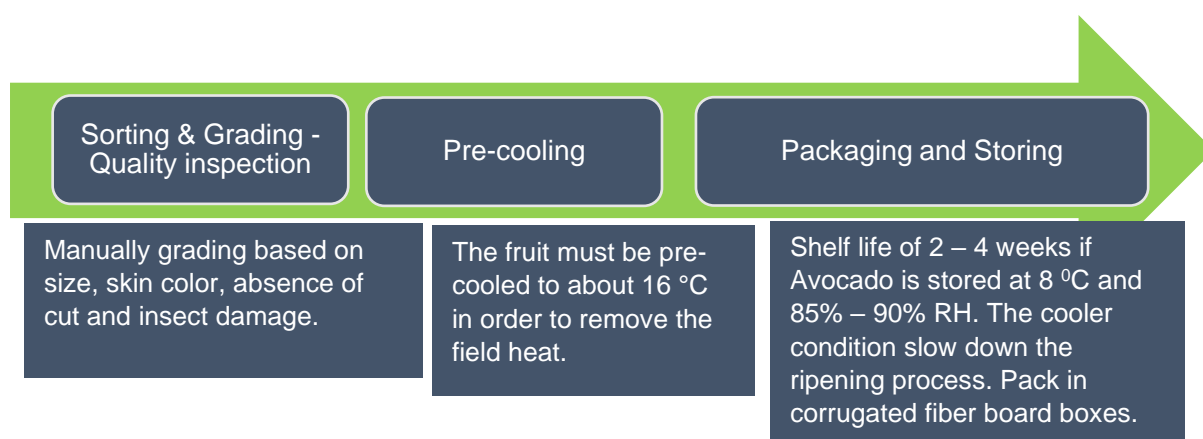 Sorting & Grading -
Quality inspection
Pre-cooling
Packaging and Storing
Manually grading based on
size, skin color, absence of
cut and insect damage.
The fruit must be pre-
cooled to about 16 °C
in order to remove the
field heat.
Shelf life of 2 – 4 weeks if
Avocado is stored at 8 ⁰C and
85% – 90% RH. The cooler
condition slow down the
ripening process. Pack in
corrugated fiber board boxes.